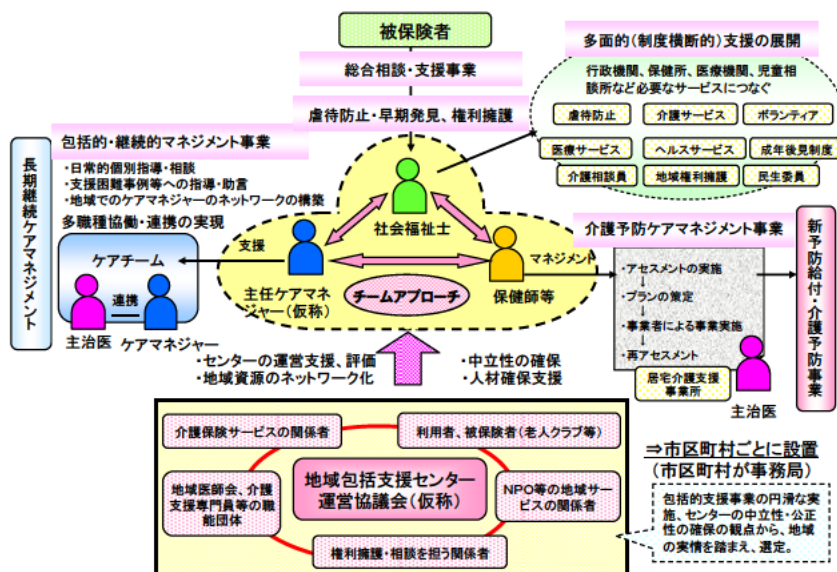 被保険者
総合相談・支援事業
虐待防止・早期発見、権利擁護
多面的(制度横断的)支援の展開
行政機関、保健所、医療機関、児童相
談所など必要なサービスにつなぐ
虐待防止
介護サービス
ボランティア
医療サービス
ヘルスサービス
成年後見制度
介護相談員
地域権利擁護
民生委員
長期継続ケアマネジメント
包括的・継続的マネジメント事業
・日常的個別指導・相談
・支援困難事例等への指導・助言
・地域でのケアマネジャーのネットワークの構築
多職種協働・連携の実現
ケアチーム
連携
主治医
ケアマネジャー
支援
社会福祉士
主任ケアマネ
ジャー(仮称)
チームアプローチ
保健師等
マネジメント
介護予防ケアマネジメント事業
・アセスメントの実施
↓
・プランの策定
↓
・事業者による事業実施
↓
・再アセスメント
居宅介護支援
事業所
主治医
新予防給付・介護予防事業
・センターの運営支援、評価
・地域資源のネットワーク化
・中立性の確保
・人材確保支援
介護保険サービスの関係者
利用者、被保険者(老人クラブ等)
地域医師会、介護
支援専門員等の職
能団体
地域包括支援センター
運営協議会(仮称)
NPO等の地域サー
ビスの関係者
権利擁護・相談を担う関係者
⇒市区町村ごとに設置
(市区町村が事務局)
包括的支援事業の円滑な実
施、センターの中立性・公正
性の確保の観点から、地域
の実情を踏まえ、選定。